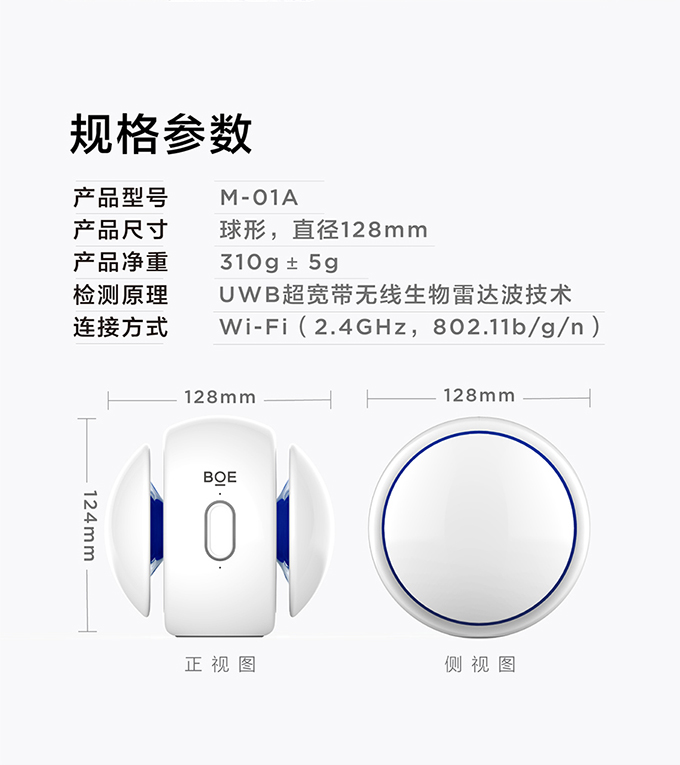 规格参数
产品型号 M-01A
产品尺寸 球形，直径128mm
产品净重 310g ± 5g
检测原理 UWB超宽带无线生物雷达波技术
连接方式 Wi-Fi（2.4GHz，802.11b/g/n）
128mm 128mm
124mm
BOE
正视图 侧视图